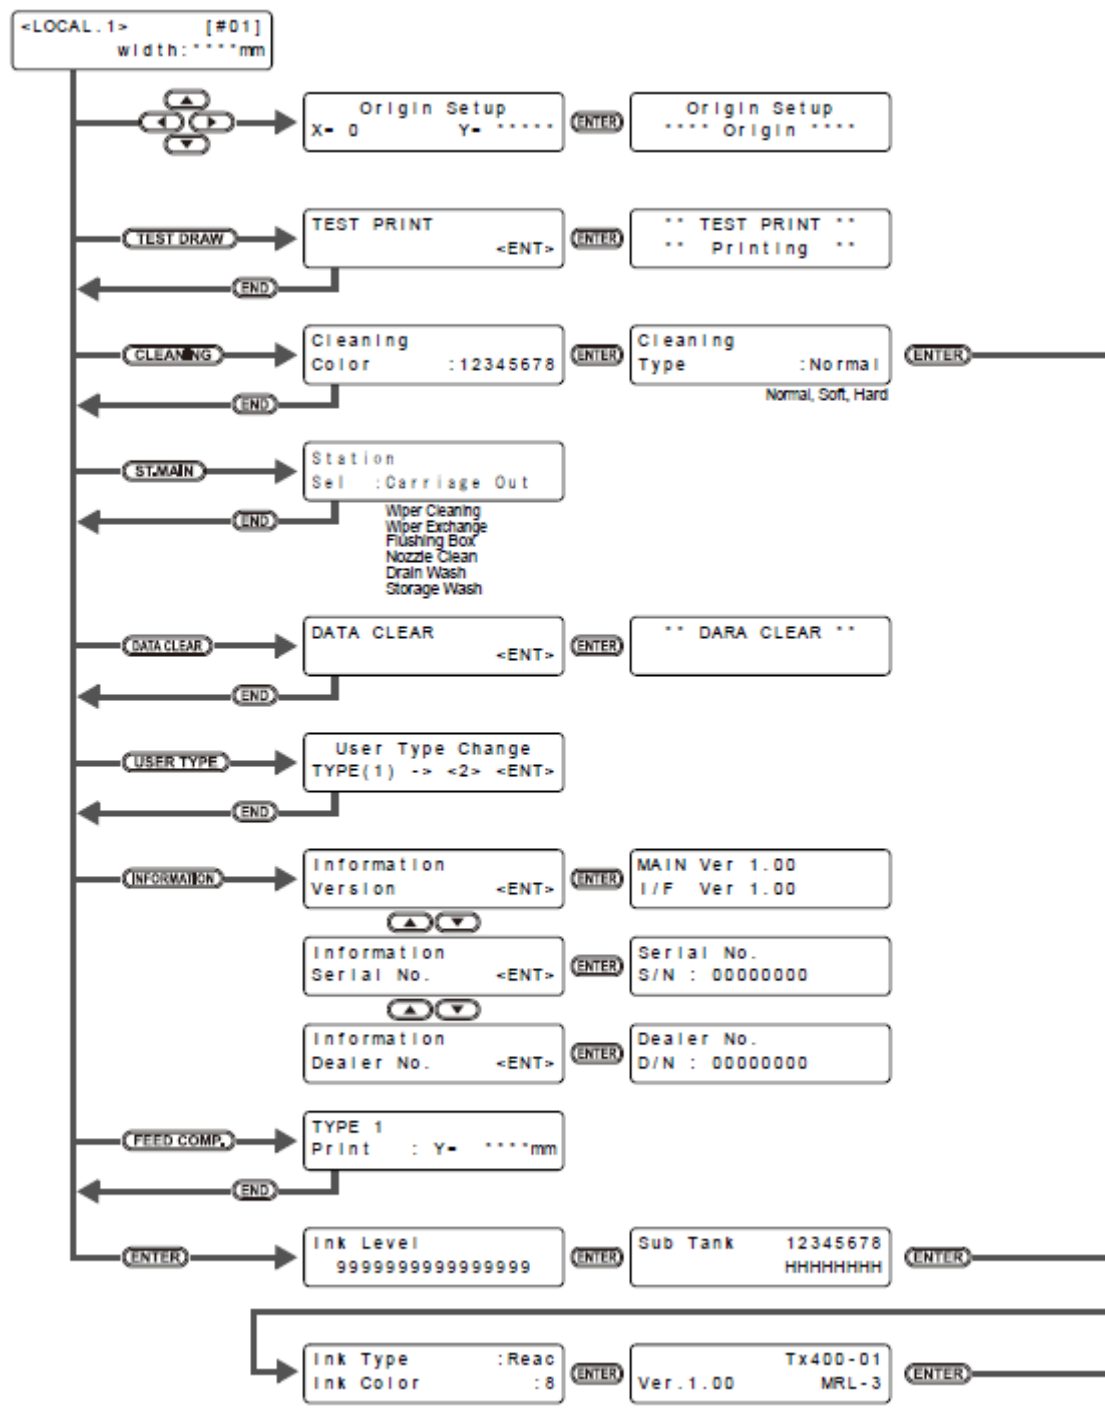 <LOCAL.1> [#01]
width:****mm
Origin Setup
X= 0 Y= *****
ENTER
Origin Setup
**** Origin ****
TEST DRAW
TEST PRINT
<ENT>
ENTER
** TEST PRINT **
** Printing **
END
CLEANING
Cleaning
Color :12345678
ENTER
Cleaning
Type :Normal
ENTER
Normal, Soft, Hard
END
ST.MAIN
Station
Sel :Carriage Out
END
Wiper Cleaning
Wiper Exchange
Flushing Box
Nozzle Clean
Drain Wash
Storage Wash
DATA CLEAR
DATA CLEAR
<ENT>
ENTER
** DARA CLEAR **
END
USER TYPE
User Type Change
TYPE(1) -> <2> <ENT>
END
INFORMATION
Information
Version <ENT>
ENTER
MAIN Ver 1.00
I/F Ver 1.00
Information
Serial No. <ENT>
ENTER
Serial No.
S/N : 00000000
Information
Dealer No. <ENT>
ENTER
Dealer No.
D/N : 00000000
FEED COMP.
TYPE 1
Print : Y= ****mm
END
ENTER
Ink Level
9999999999999999
ENTER
Sub Tank 12345678
HHHHHHHH
ENTER
Ink Type :Reac
Ink Color :8
ENTER
Tx400-01
Ver.1.00 MRL-3
ENTER